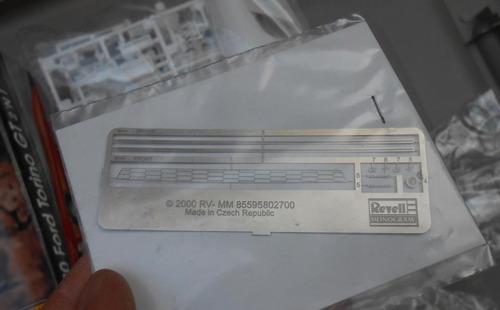 © 2000 RV- MM 85595802700
Made in Czech Republic
Revell
MONOGRAM
Ford Torino GT